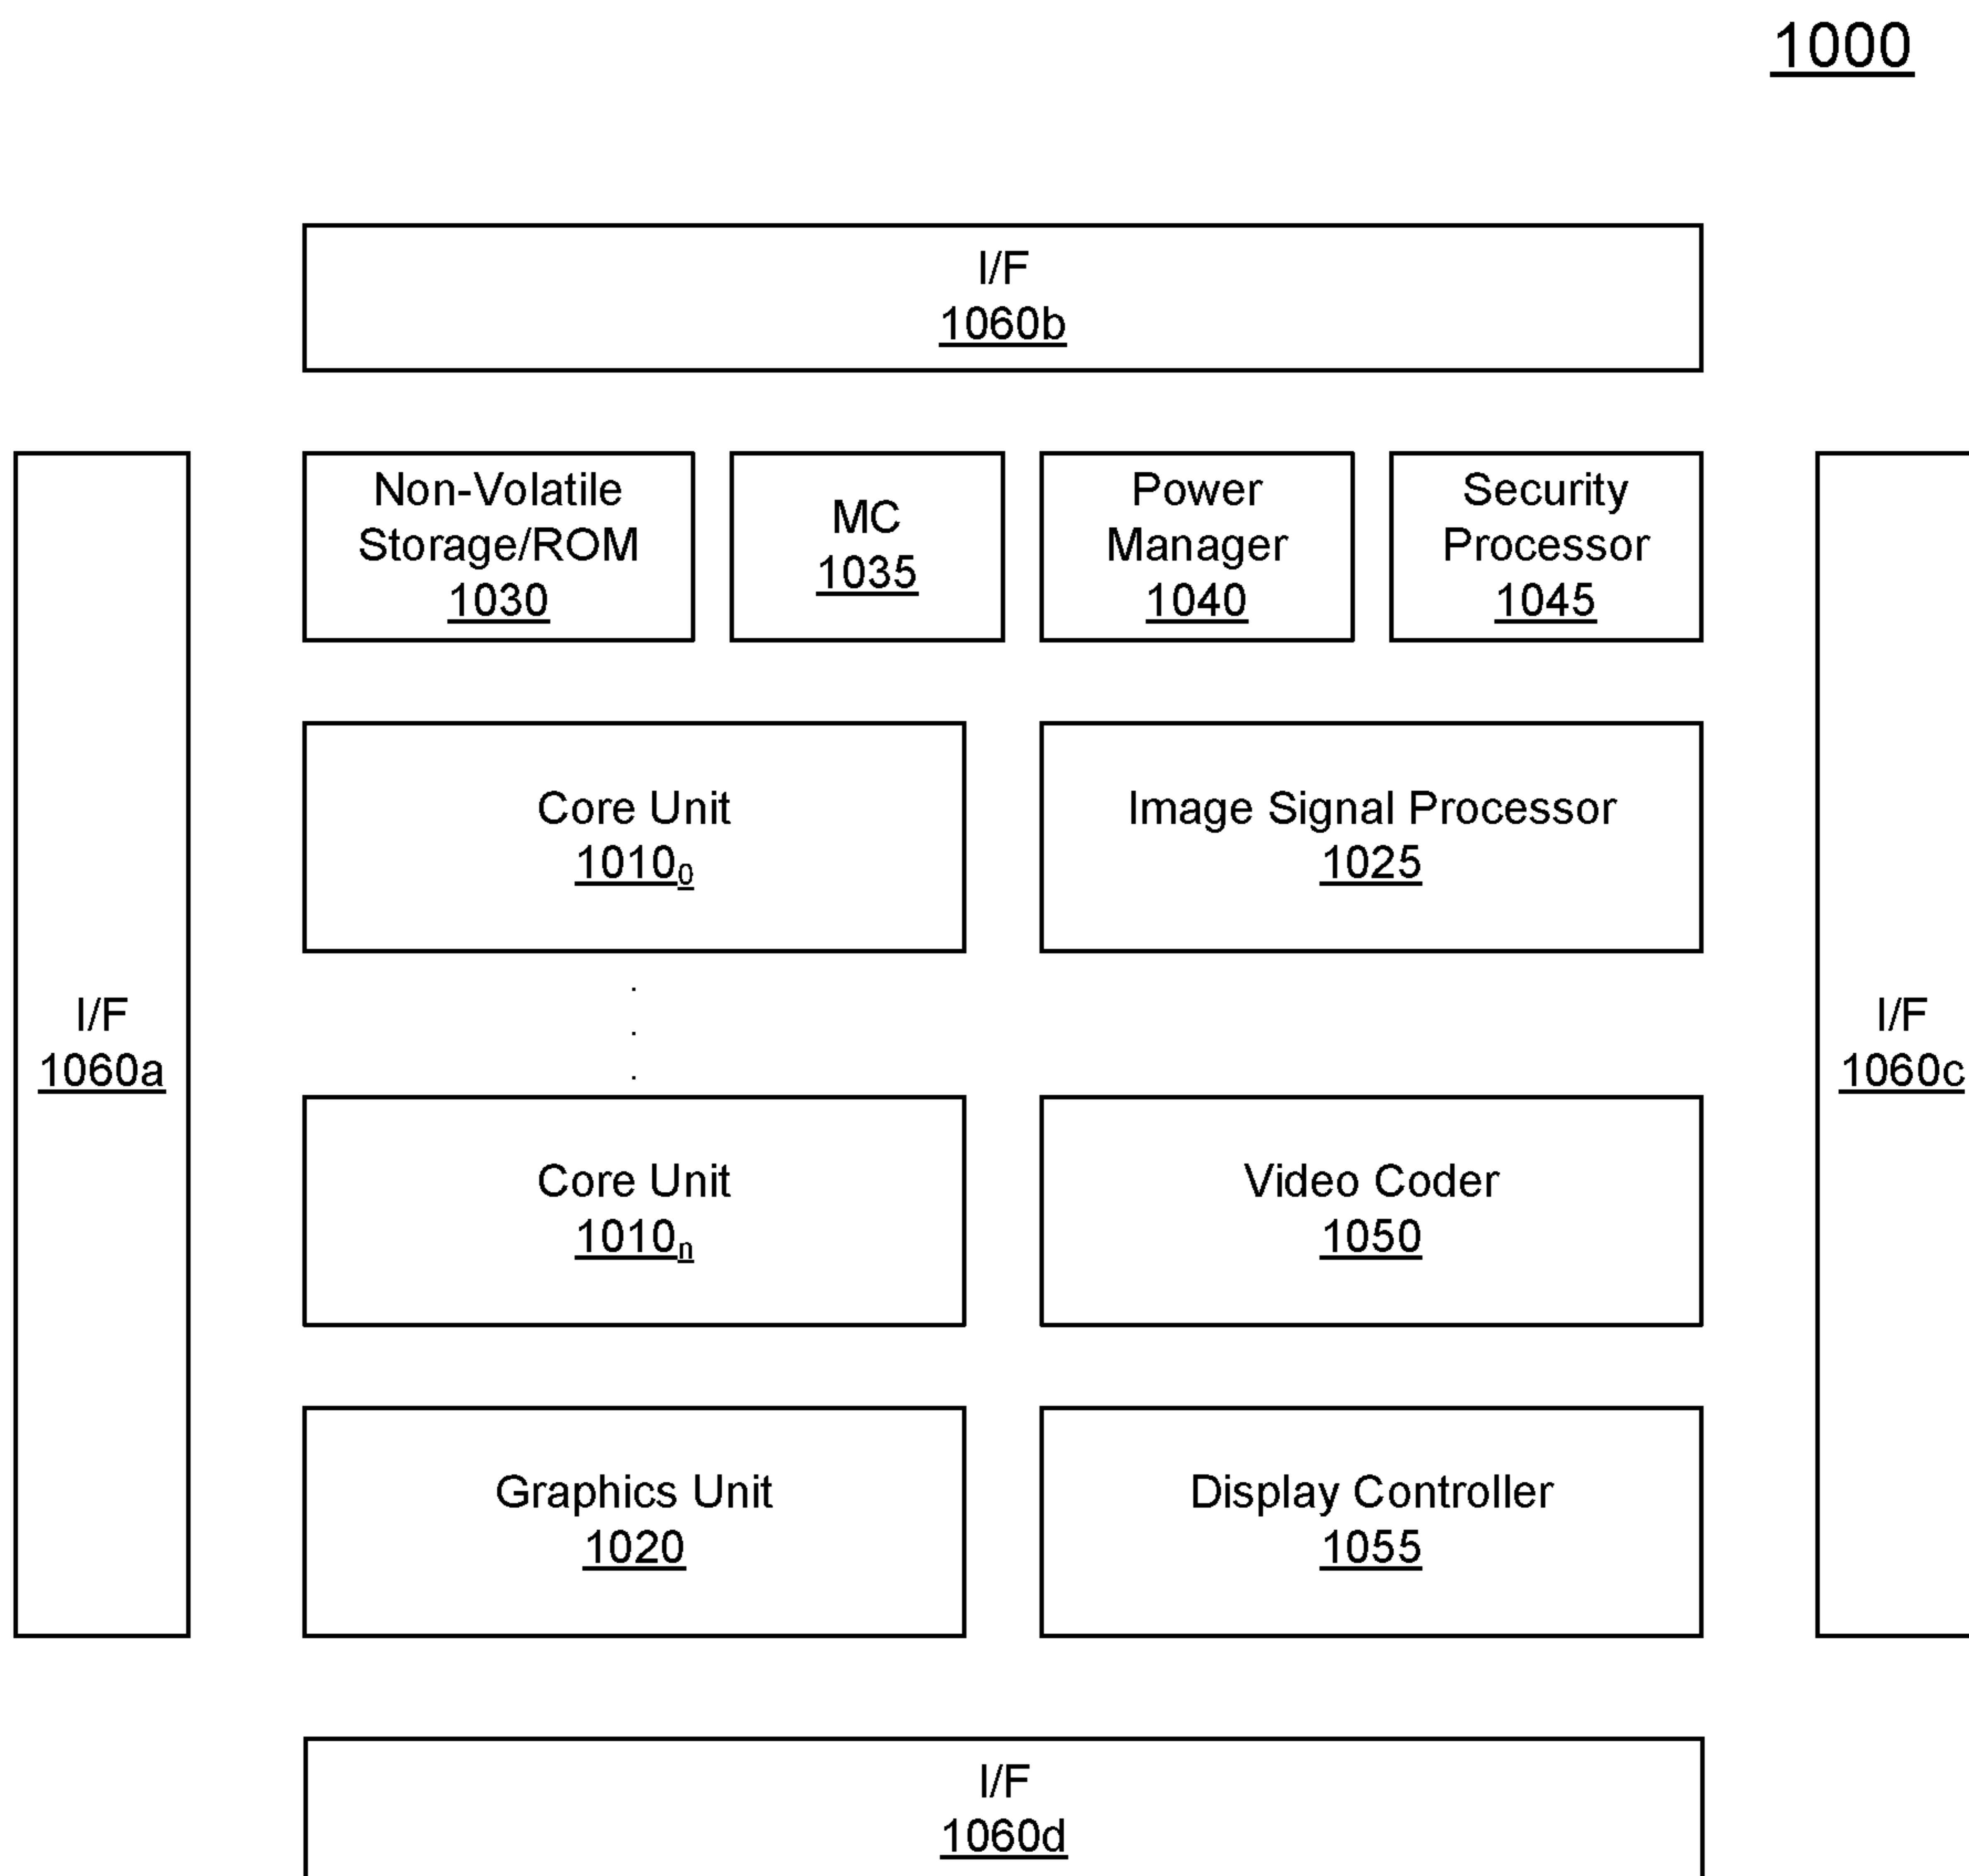 1000
I/F
1060b
Non-Volatile
Storage/ROM
1030
MC
1035
Power
Manager
1040
Security
Processor
1045
Core Unit
1010₀
Image Signal Processor
1025
I/F
1060a
I/F
1060c
Core Unit
1010ₙ
Video Coder
1050
Graphics Unit
1020
Display Controller
1055
I/F
1060d